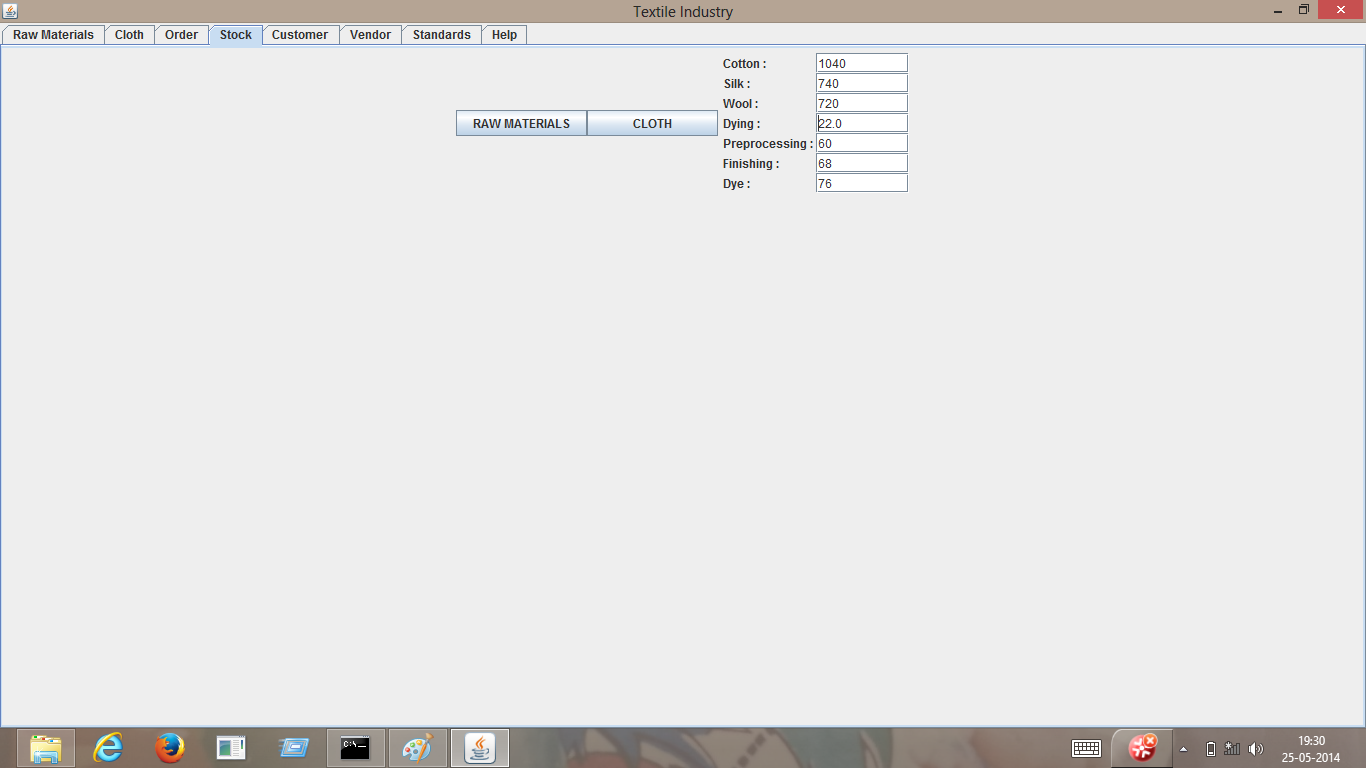 Textile Industry
Raw Materials Cloth Order Stock Customer Vendor Standards Help
Cotton : 1040
Silk : 740
Wool : 720
RAW MATERIALS CLOTH
Dying : 22.0
Preprocessing : 60
Finishing : 68
Dye : 76
C:\._
19:30
25-05-2014